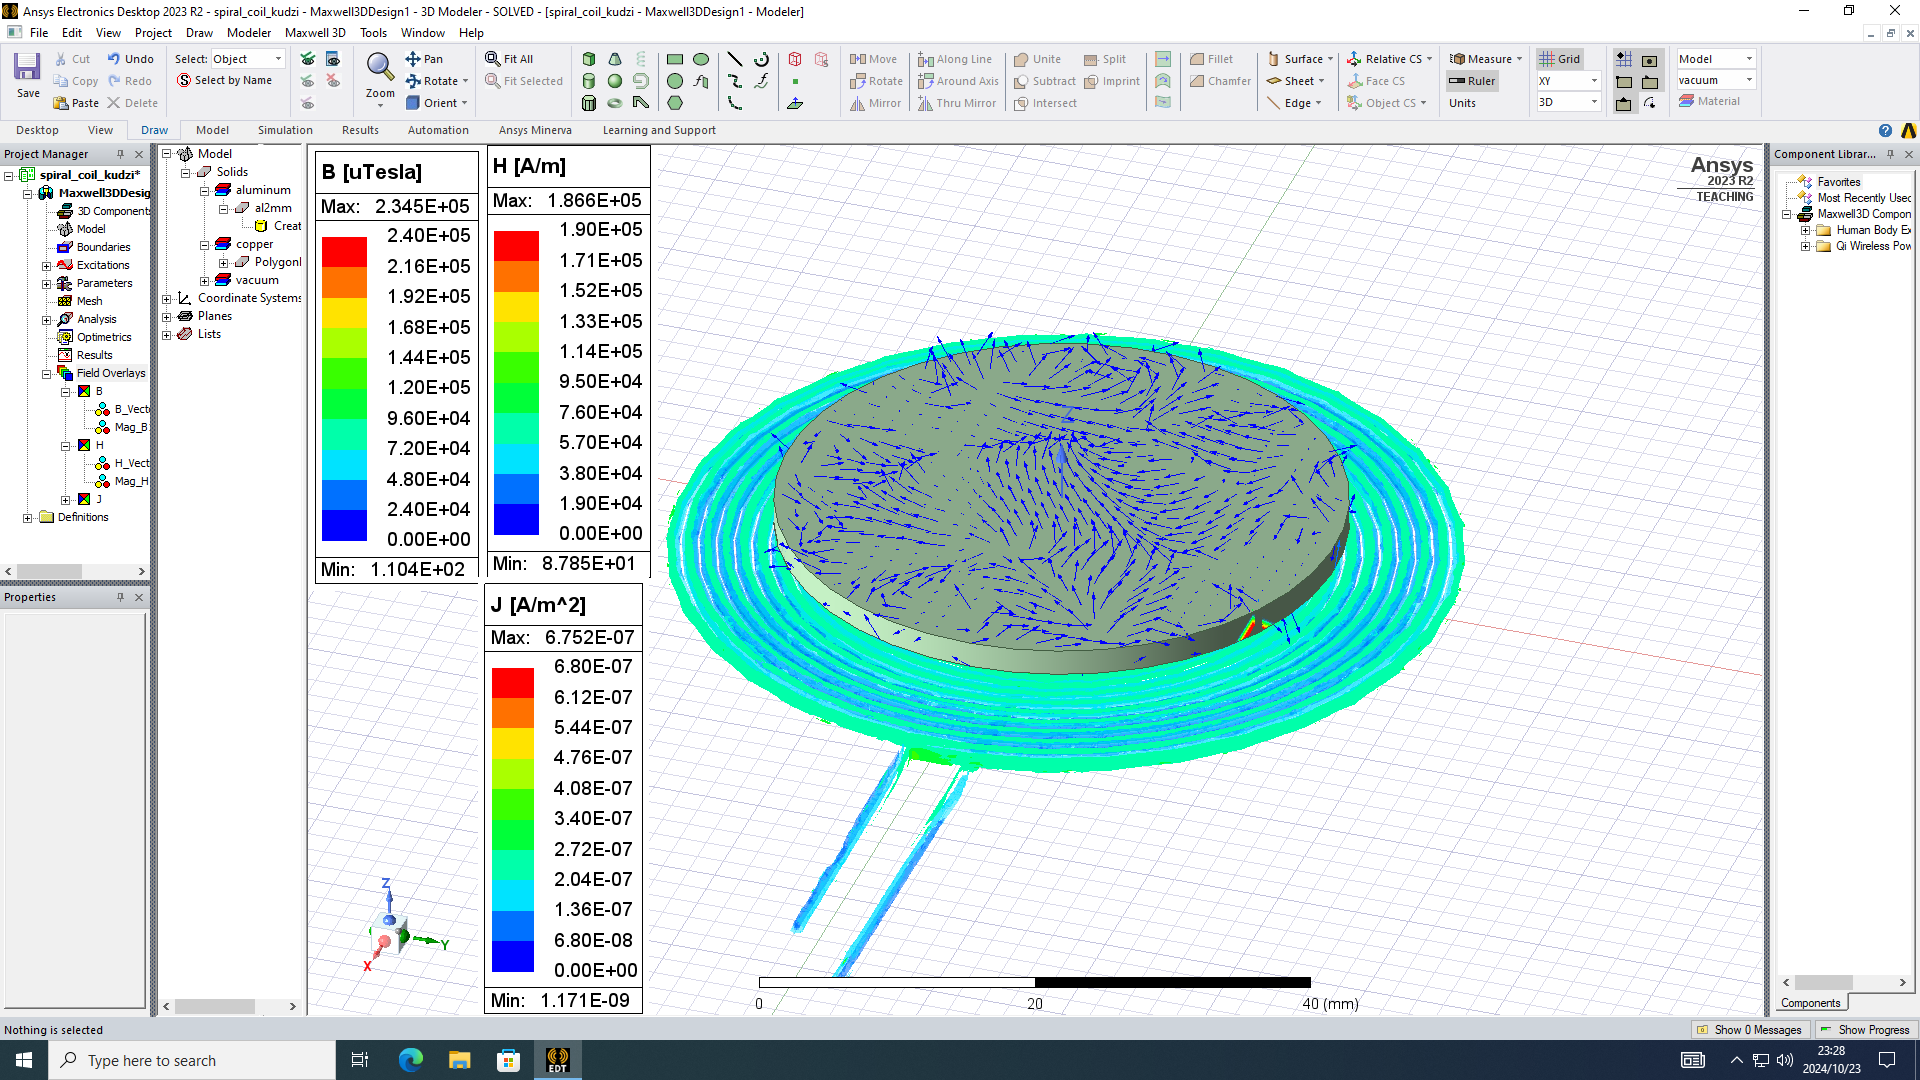 Ansys Electronics Desktop 2023 R2 - spiral_coil_kudzi - Maxwell3DDesign1 - 3D Modeler - SOLVED - [spiral_coil_kudzi - Maxwell3DDesign1 - Modeler]
File Edit View Project Draw Modeler Maxwell 3D Tools Window Help
Save
Cut
Copy
Paste
Undo
Redo
Delete
Select: Object
Select by Name
Zoom
Pan
Rotate
Orient
Fit All
Fit Selected
Move
Rotate
Mirror
Along Line
Around Axis
Thru Mirror
Unite
Subtract
Intersect
Split
Imprint
Fillet
Chamfer
Surface
Sheet
Edge
Relative CS
Face CS
Object CS
Measure
Ruler
Units
Grid
XY
3D
Model
vacuum
Material
Desktop View Draw Model Simulation Results Automation Ansys Minerva Learning and Support
Project Manager
spiral_coil_kudzi*
Maxwell3DDesig
3D Component
Model
Boundaries
Excitations
Parameters
Mesh
Analysis
Optimetrics
Results
Field Overlays
B
B_Vect
Mag_B
H
H_Vect
Mag_H
J
Definitions
Properties
Model
Solids
aluminum
al2mm
Creat
copper
Polygonl
vacuum
Coordinate Systems
Planes
Lists
B [uTesla]
Max: 2.345E+05
2.40E+05
2.16E+05
1.92E+05
1.68E+05
1.44E+05
1.20E+05
9.60E+04
7.20E+04
4.80E+04
2.40E+04
0.00E+00
Min: 1.104E+02
H [A/m]
Max: 1.866E+05
1.90E+05
1.71E+05
1.52E+05
1.33E+05
1.14E+05
9.50E+04
7.60E+04
5.70E+04
3.80E+04
1.90E+04
0.00E+00
Min: 8.785E+01
J [A/m^2]
Max: 6.752E-07
6.80E-07
6.12E-07
5.44E-07
4.76E-07
4.08E-07
3.40E-07
2.72E-07
2.04E-07
1.36E-07
6.80E-08
0.00E+00
Min: 1.171E-09
Ansys
2023 R2
TEACHING
Z
Z
Y
X
0 20 40 (mm)
Component Librar...
Favorites
Most Recently Used
Maxwell3D Compon
Human Body Ex
Qi Wireless Pow
Components
Nothing is selected
Show 0 Messages
Show Progress
Type here to search
EDT
23:28
2024/10/23